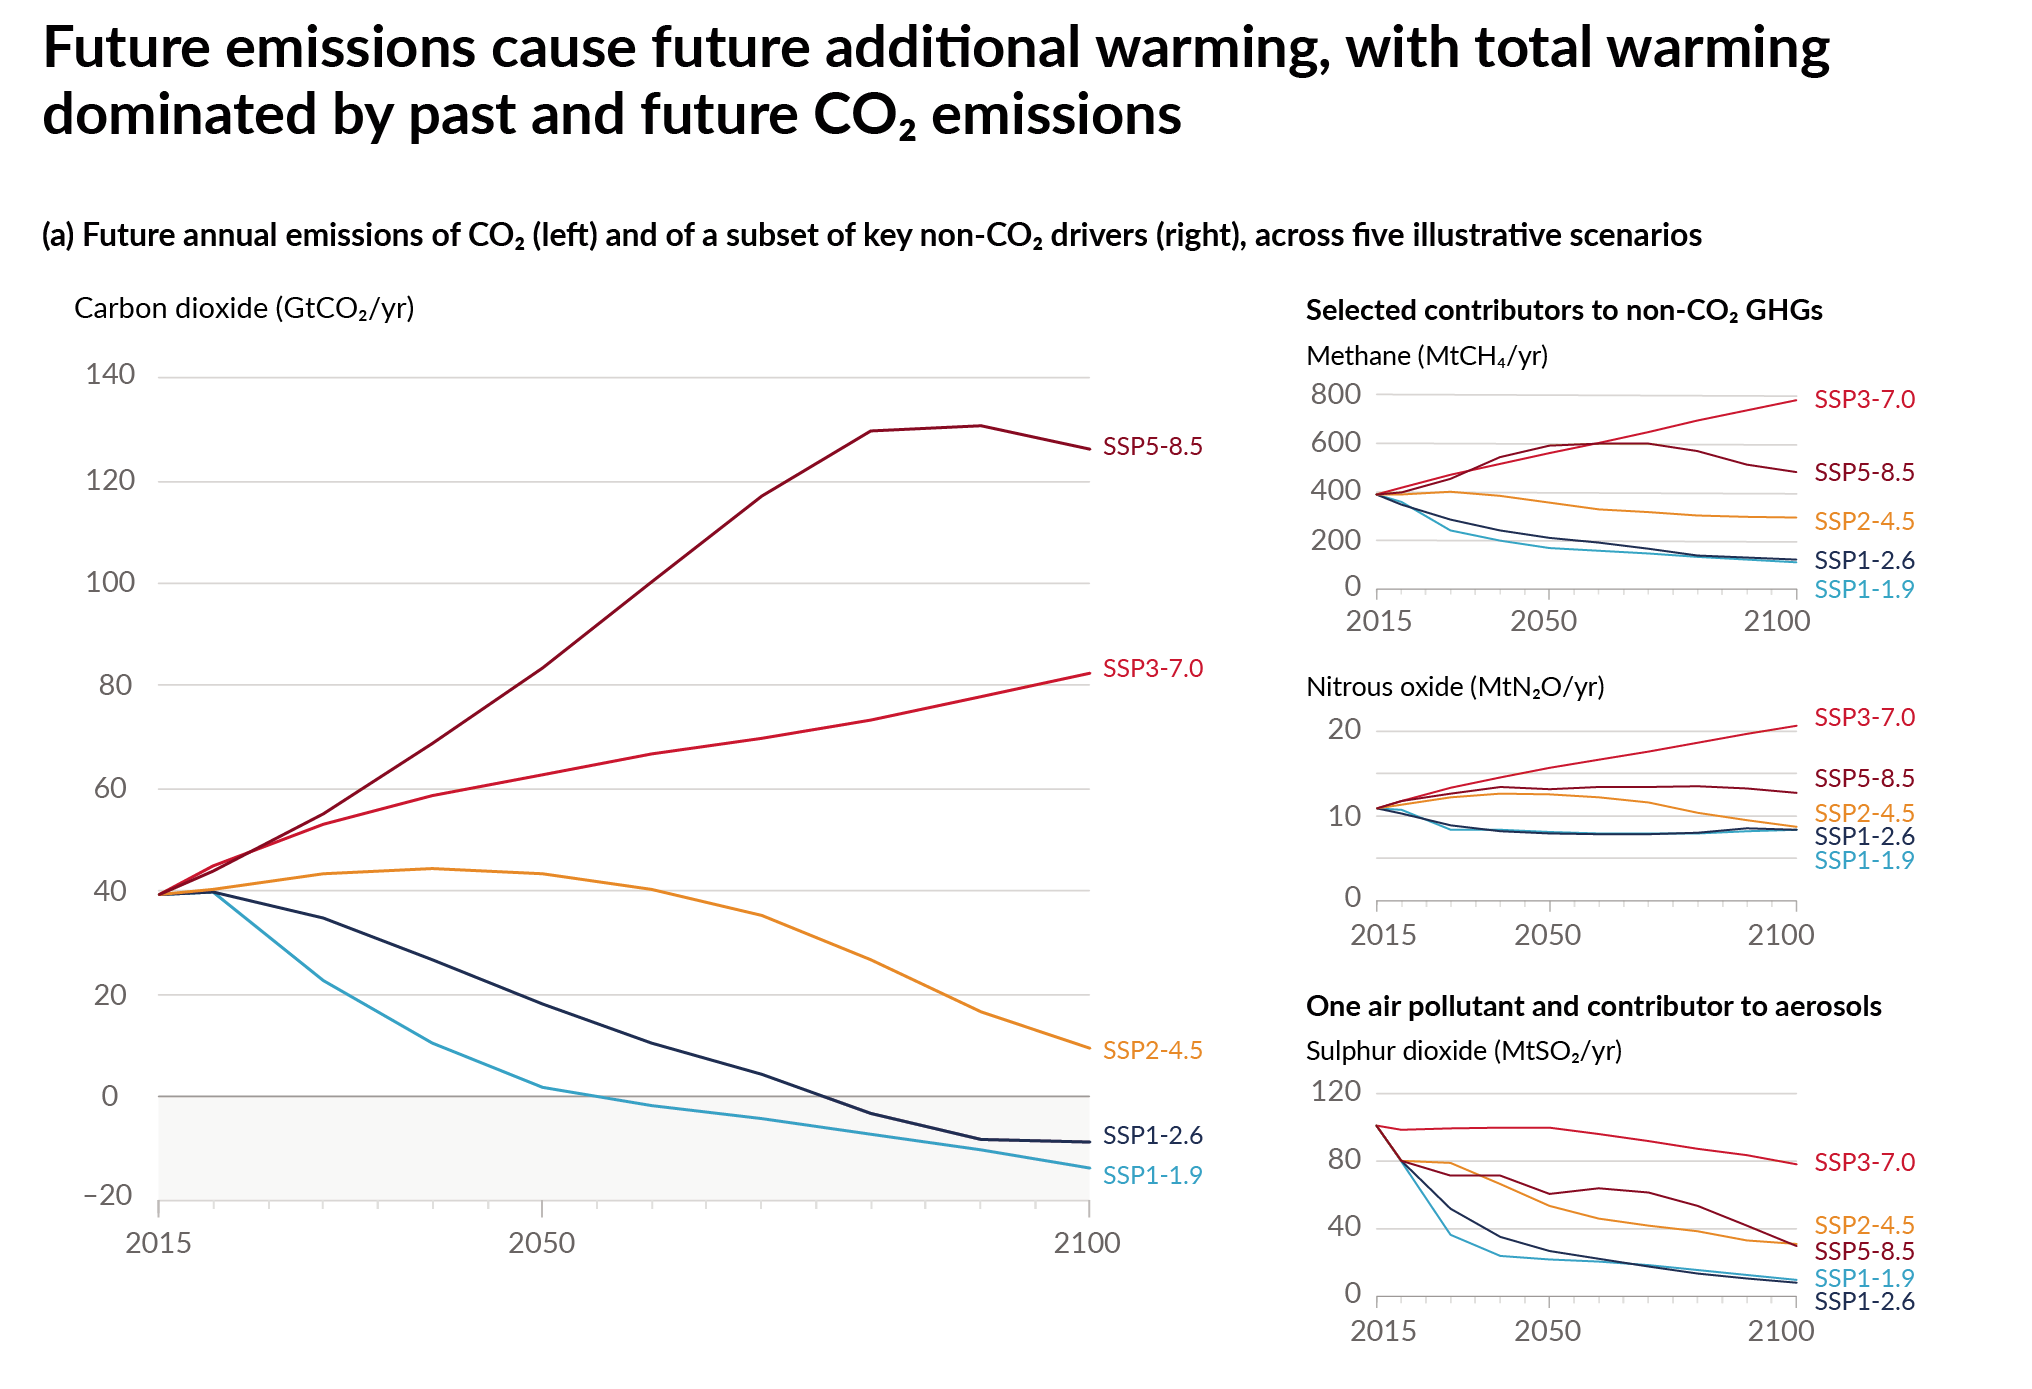 Future emissions cause future additional warming, with total warming
dominated by past and future CO₂ emissions
(a) Future annual emissions of CO₂ (left) and of a subset of key non-CO₂ drivers (right), across five illustrative scenarios
Carbon dioxide (GtCO₂/yr)
140
120
100
80
60
40
20
0
−20
2015
2050
2100
SSP5-8.5
SSP3-7.0
SSP2-4.5
SSP1-2.6
SSP1-1.9
Selected contributors to non-CO₂ GHGs
Methane (MtCH₄/yr)
800
600
400
200
0
2015
2050
2100
SSP3-7.0
SSP5-8.5
SSP2-4.5
SSP1-2.6
SSP1-1.9
Nitrous oxide (MtN₂O/yr)
20
10
0
2015
2050
2100
SSP3-7.0
SSP5-8.5
SSP2-4.5
SSP1-2.6
SSP1-1.9
One air pollutant and contributor to aerosols
Sulphur dioxide (MtSO₂/yr)
120
80
40
0
2015
2050
2100
SSP3-7.0
SSP2-4.5
SSP5-8.5
SSP1-1.9
SSP1-2.6